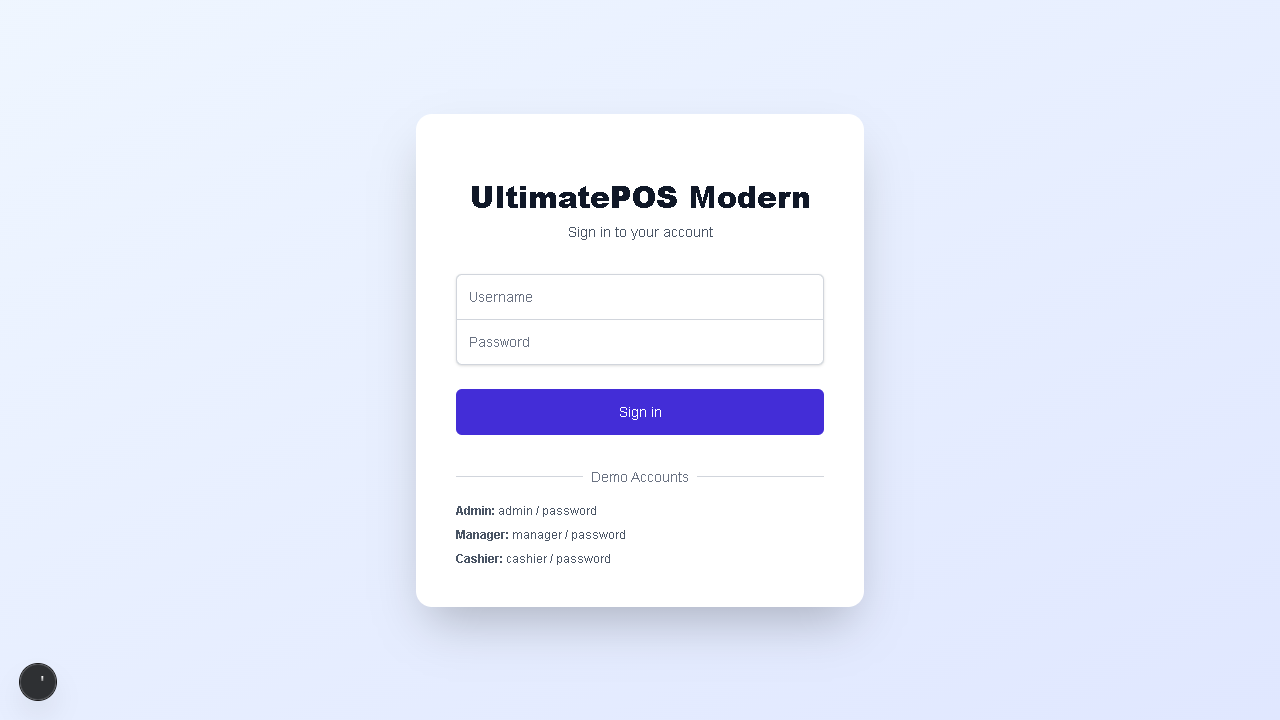 UltimatePOS Modern
Sign in to your account
Username
Password
Sign in
Demo Accounts
Admin: admin / password
Manager: manager / password
Cashier: cashier / password